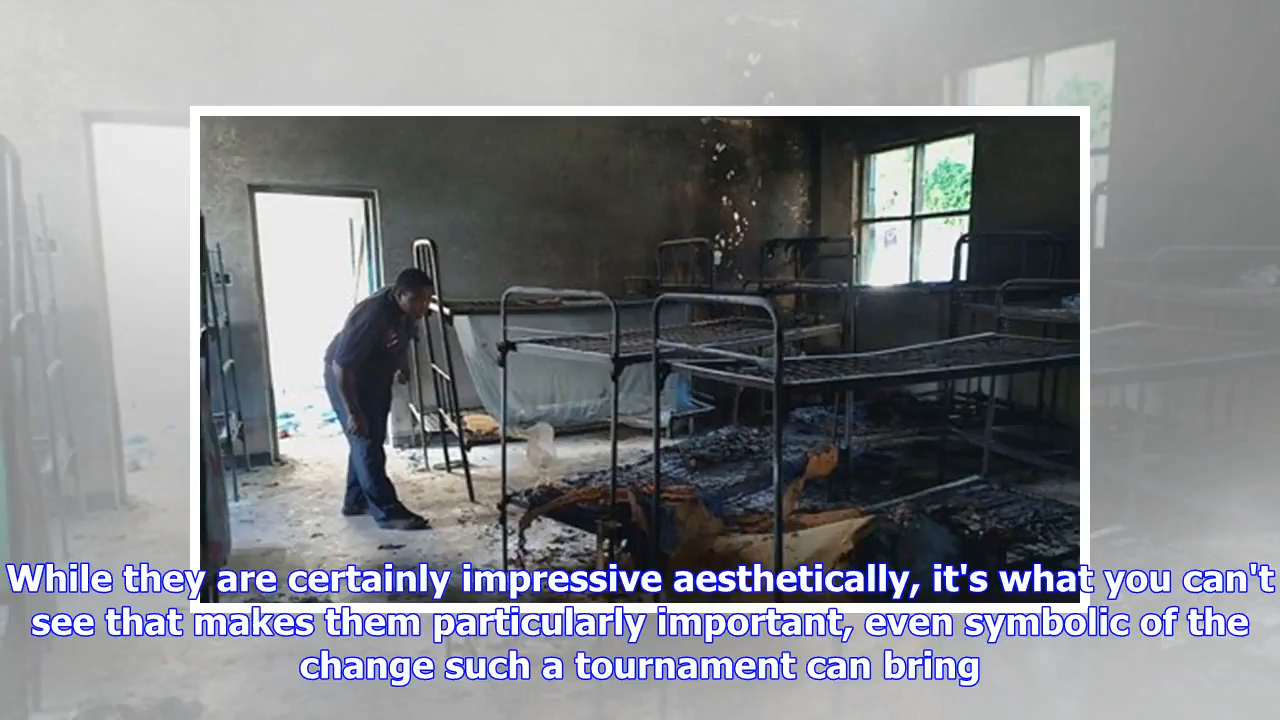 While they are certainly impressive aesthetically, it's what you can't
see that makes them particularly important, even symbolic of the
change such a tournament can bring